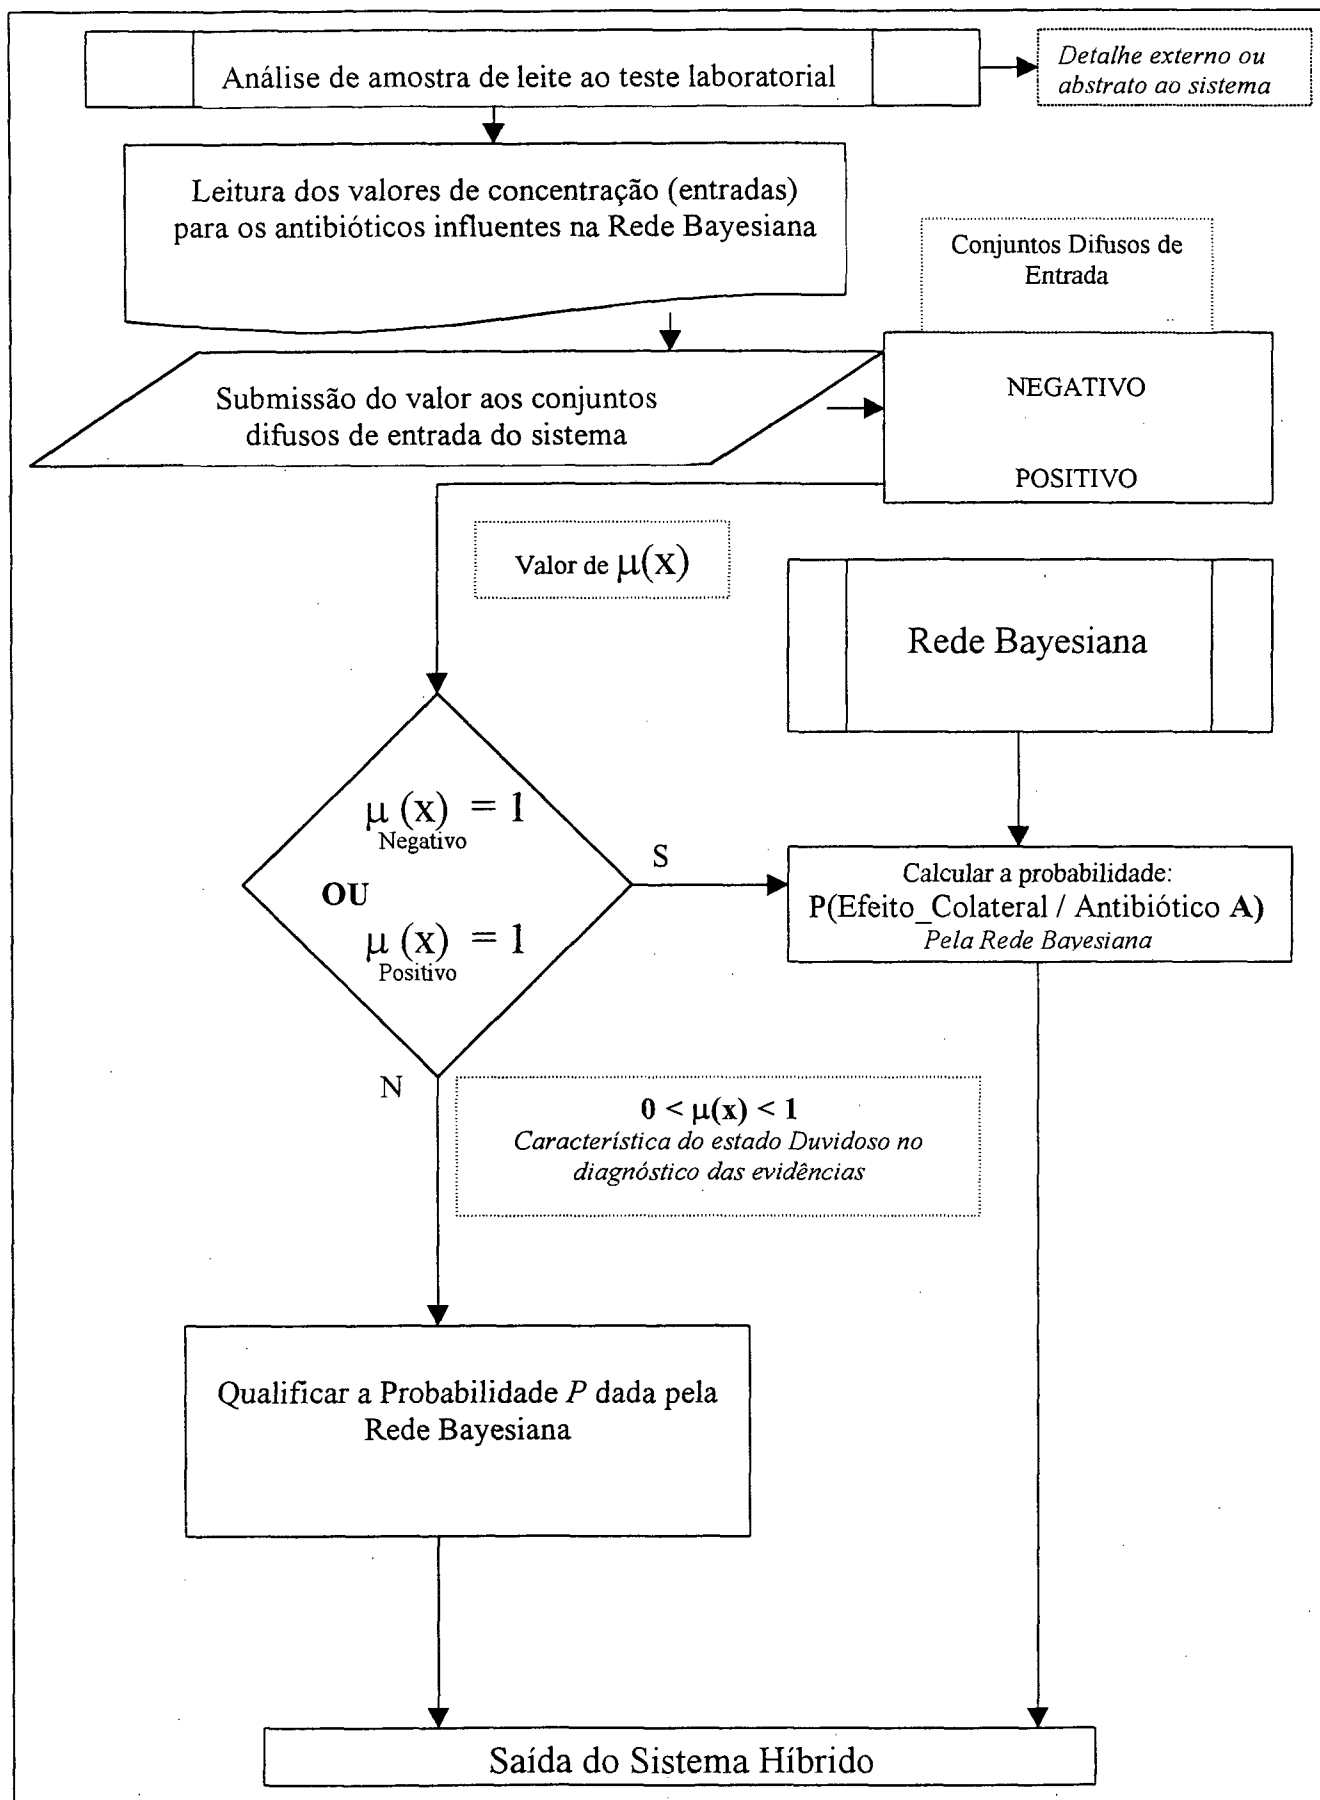 Análise de amostra de leite ao teste laboratorial
Detalhe externo ou
abstrato ao sistema
Leitura dos valores de concentração (entradas)
para os antibióticos influentes na Rede Bayesiana
Conjuntos Difusos de
Entrada
Submissão do valor aos conjuntos
difusos de entrada do sistema
NEGATIVO
POSITIVO
Valor de μ(x)
Rede Bayesiana
μ (x) = 1
Negativo
OU
μ (x) = 1
Positivo
S
Calcular a probabilidade:
P(Efeito_Colateral / Antibiótico A)
Pela Rede Bayesiana
N
0 < μ(x) < 1
Característica do estado Duvidoso no
diagnóstico das evidências
Qualificar a Probabilidade P dada pela
Rede Bayesiana
Saída do Sistema Híbrido